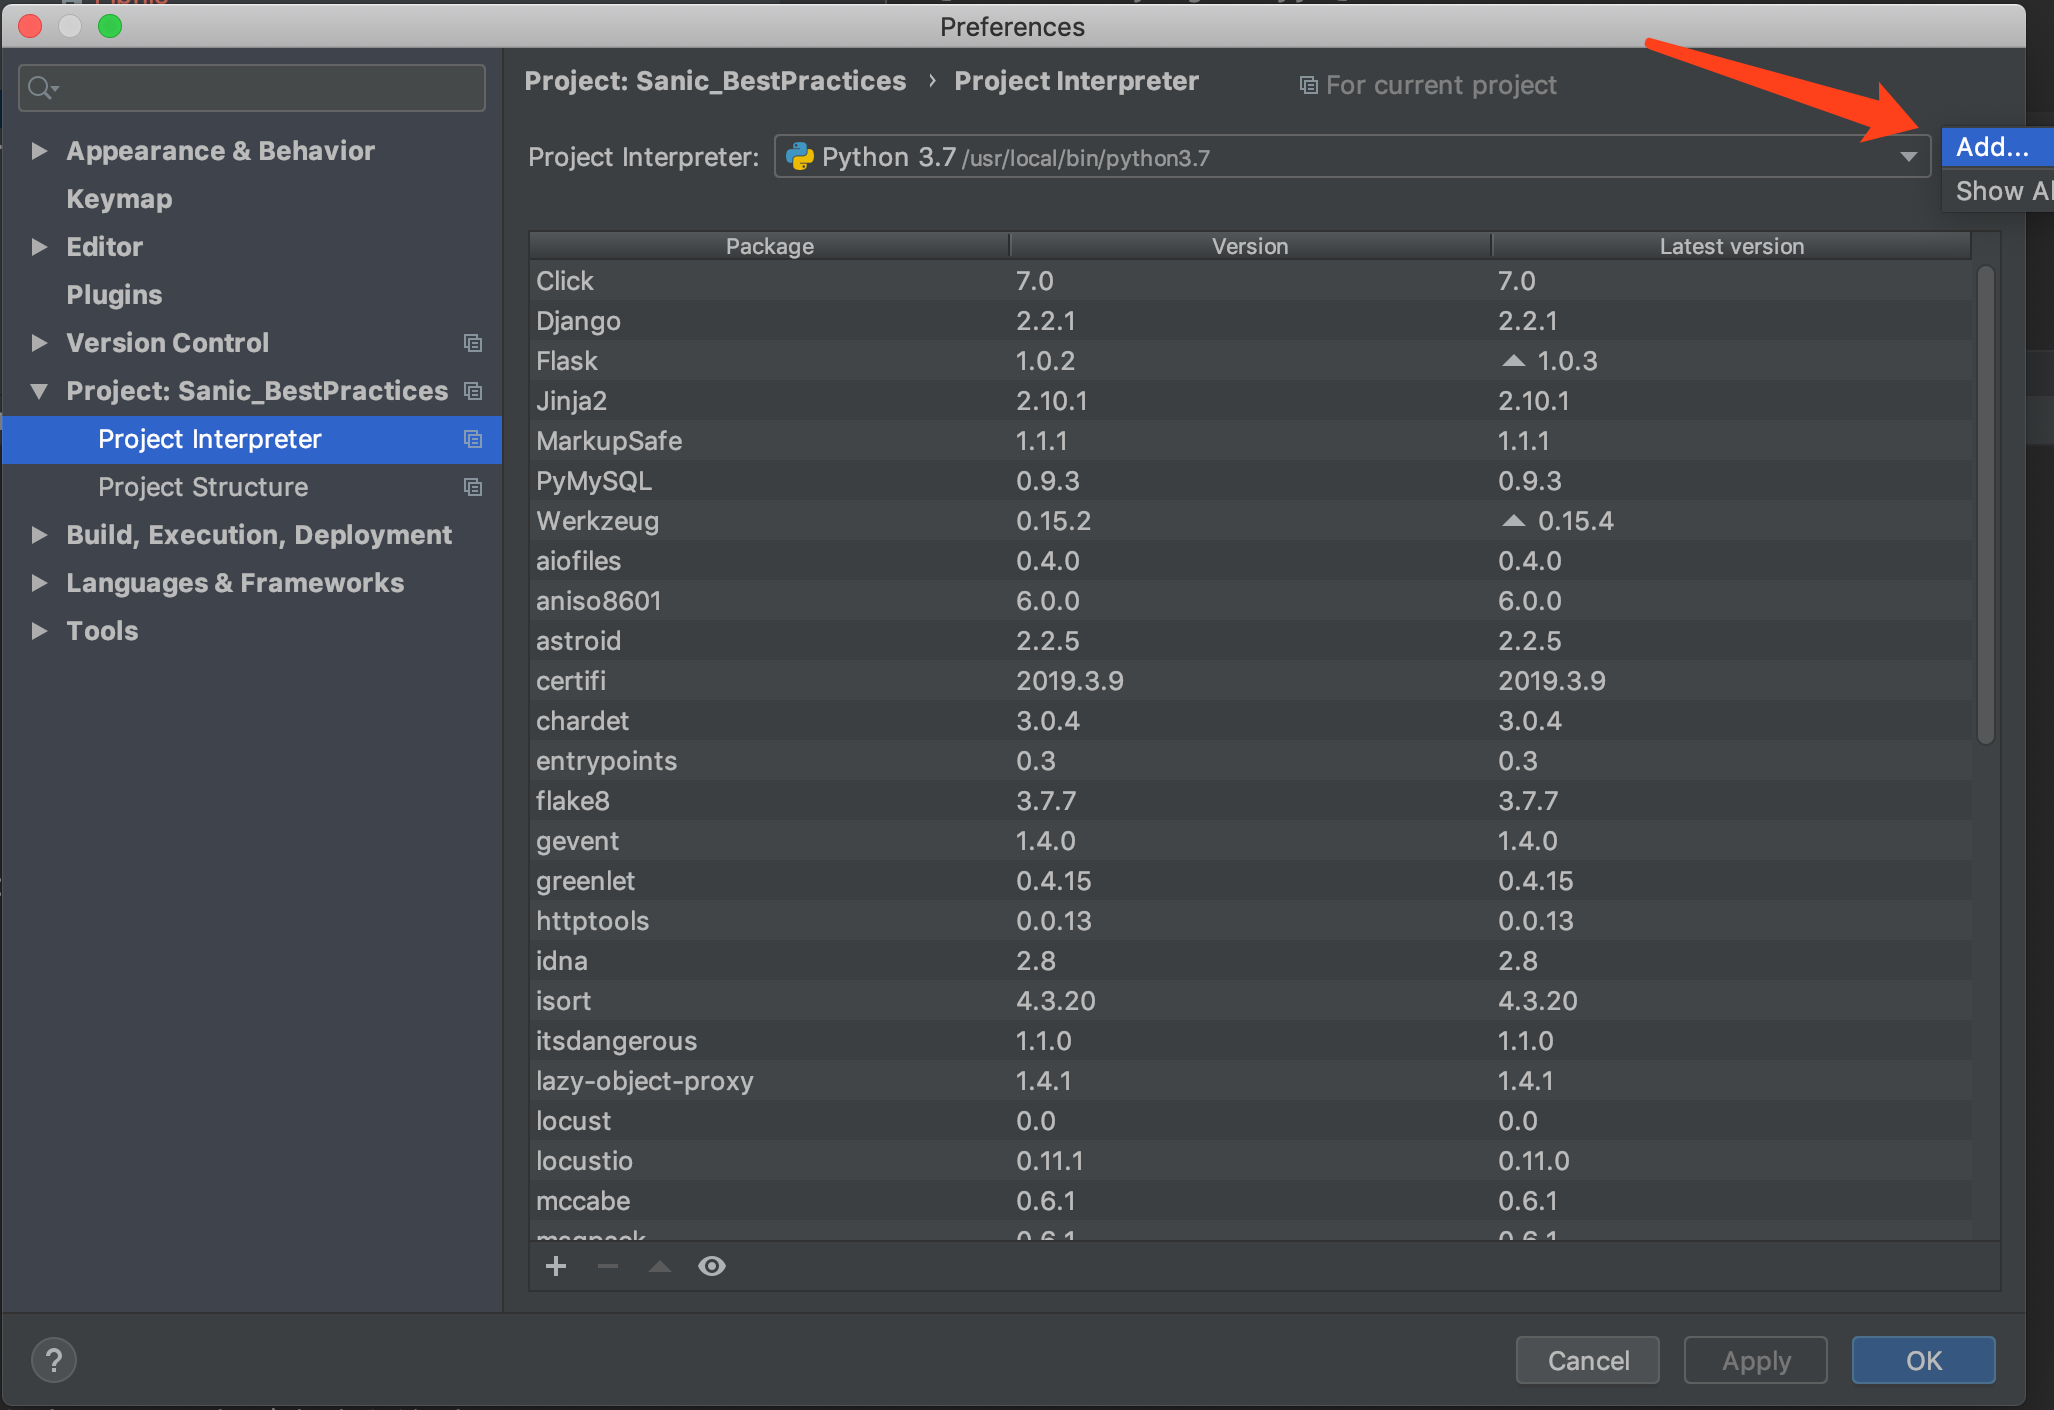 Preferences
Project: Sanic_BestPractices › Project Interpreter
For current project
Project Interpreter: Python 3.7 /usr/local/bin/python3.7
Add...
Show Al
Appearance & Behavior
Keymap
Editor
Plugins
Version Control
Project: Sanic_BestPractices
Project Interpreter
Project Structure
Build, Execution, Deployment
Languages & Frameworks
Tools
Package Version Latest version
Click 7.0 7.0
Django 2.2.1 2.2.1
Flask 1.0.2 1.0.3
Jinja2 2.10.1 2.10.1
MarkupSafe 1.1.1 1.1.1
PyMySQL 0.9.3 0.9.3
Werkzeug 0.15.2 0.15.4
aiofiles 0.4.0 0.4.0
aniso8601 6.0.0 6.0.0
astroid 2.2.5 2.2.5
certifi 2019.3.9 2019.3.9
chardet 3.0.4 3.0.4
entrypoints 0.3 0.3
flake8 3.7.7 3.7.7
gevent 1.4.0 1.4.0
greenlet 0.4.15 0.4.15
httptools 0.0.13 0.0.13
idna 2.8 2.8
isort 4.3.20 4.3.20
itsdangerous 1.1.0 1.1.0
lazy-object-proxy 1.4.1 1.4.1
locust 0.0 0.0
locustio 0.11.1 0.11.0
mccabe 0.6.1 0.6.1
msgpack 0.6.1 0.6.1
?
Cancel
Apply
OK